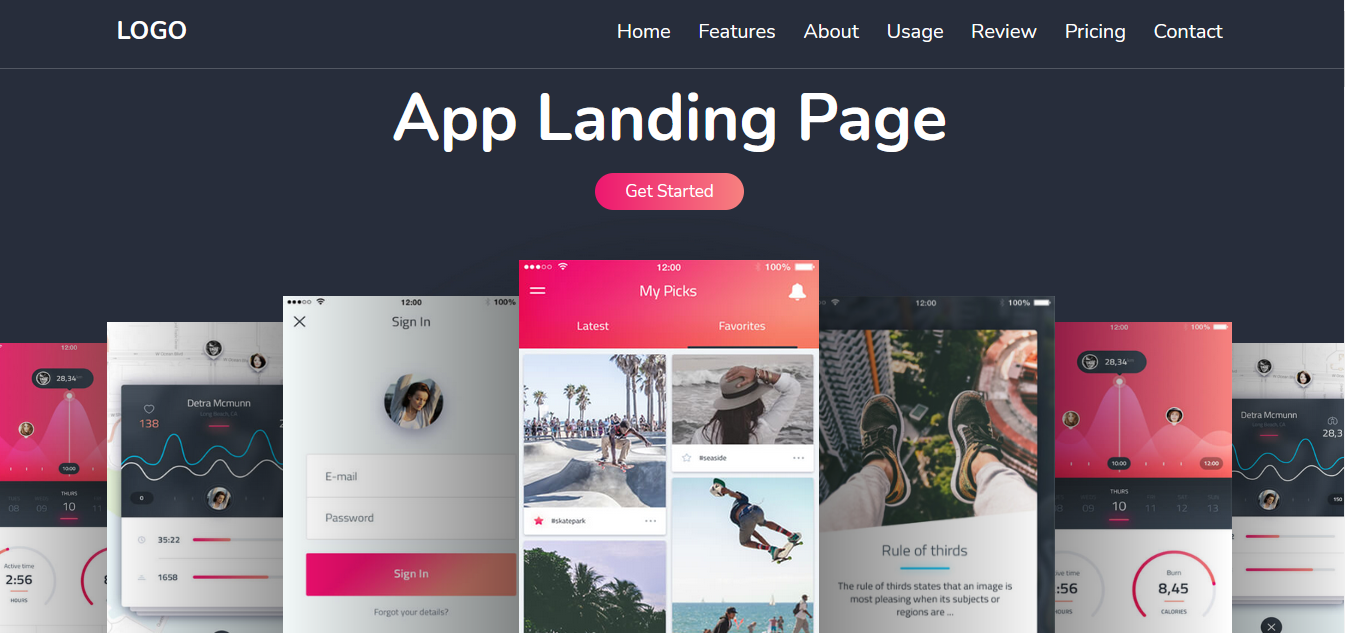 LOGO
Home Features About Usage Review Pricing Contact
App Landing Page
Get Started
12:00 100%
My Picks
Latest Favorites
#skatepark
#seaside
12:00 100%
Sign In
E-mail
Password
Sign In
Forgot your details?
12:00 100%
Rule of thirds
The rule of thirds states that an image is
most pleasing when its subjects or
regions are ...
Detra Mcmunn
Long Beach, CA
138
0
35:22
1658
12:00
28,34
10:00
THURS
08 09 10 11
Active time
2:56
HOURS
12:00 100%
28,34
10:00 12:00
THURS
09 10 11 12 13
:56
HOURS
Burn
8,45
CALORIES
Detra Mcmunn
28,3
150